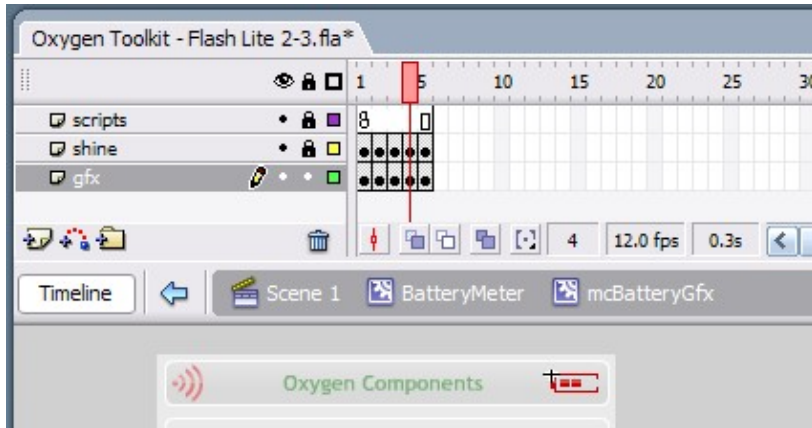 Oxygen Toolkit - Flash Lite 2-3.fla*
1 5 10 15 20 25 30
scripts
shine
gfx
4 12.0 fps 0.3s
Timeline Scene 1 BatteryMeter mcBatteryGfx
Oxygen Components